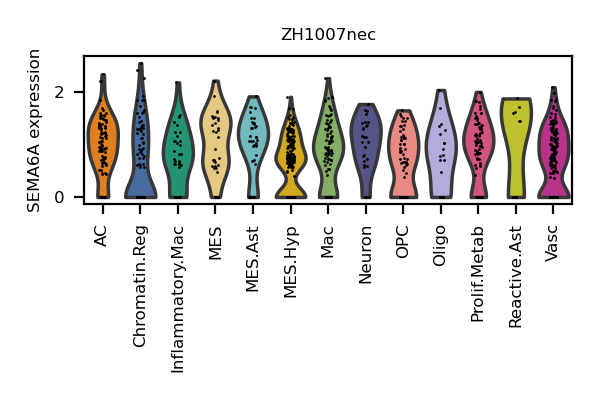 ZH1007nec
SEMA6A expression
2
0
AC
Chromatin.Reg
Inflammatory.Mac
MES
MES.Ast
MES.Hyp
Mac
Neuron
OPC
Oligo
Prolif.Metab
Reactive.Ast
Vasc